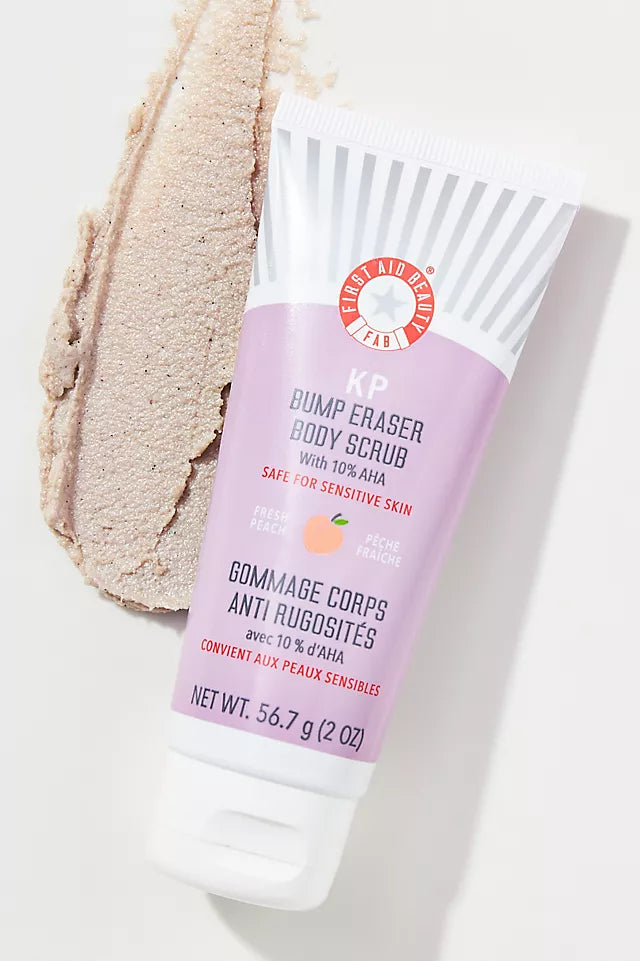 FIRST AID BEAUTY®
FAB
KP
BUMP ERASER
BODY SCRUB
With 10% AHA
SAFE FOR SENSITIVE SKIN
FRESH
PEACH
PÊCHE
FRAÎCHE
GOMMAGE CORPS
ANTI RUGOSITÉS
avec 10 % d'AHA
CONVIENT AUX PEAUX SENSIBLES
NET WT. 56.7 g (2 OZ)